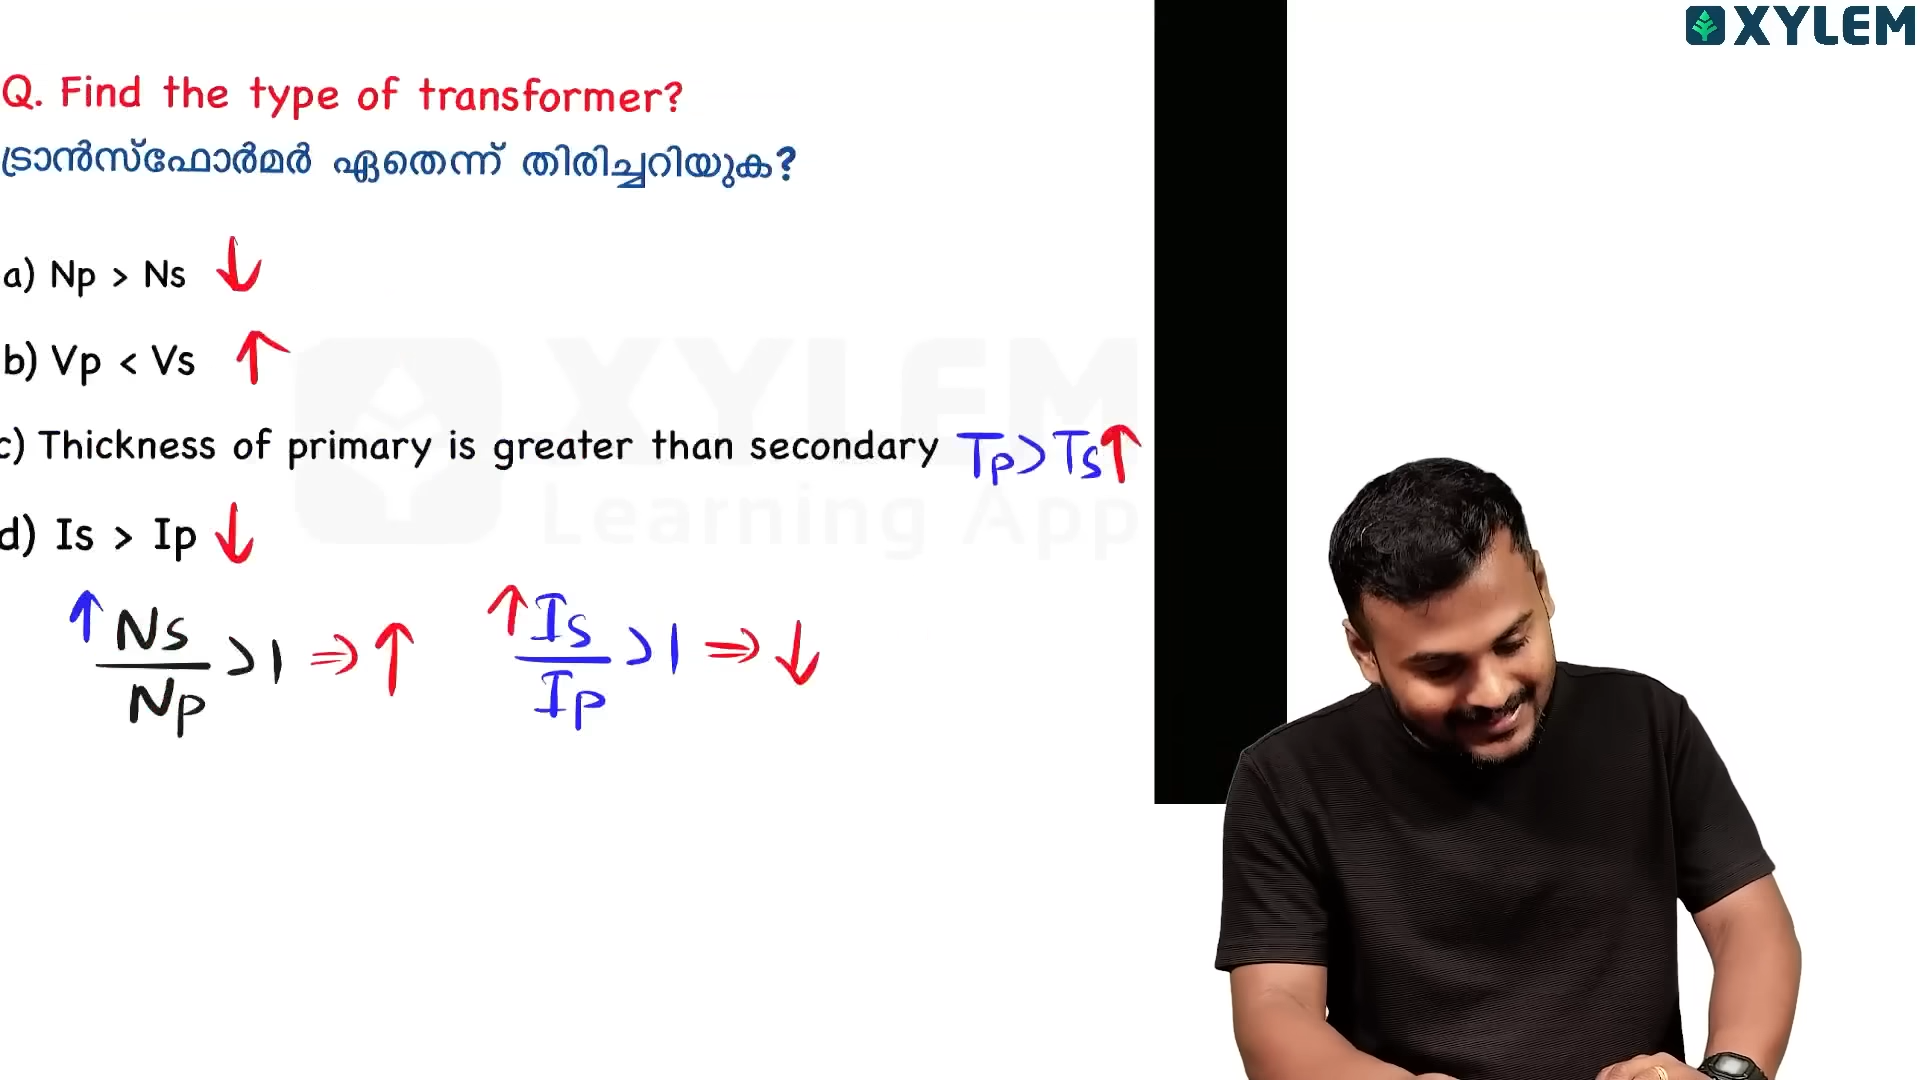 XYLEM
Q. Find the type of transformer?
ട്രാൻസ്ഫോർമർ ഏതെന്ന് തിരിച്ചറിയുക?
a) Np > Ns ↓
b) Vp < Vs ↑
c) Thickness of primary is greater than secondary Tp > Ts ↑
d) Is > Ip ↓
↑ Ns / Np > 1 ⇒ ↑ ↑ Is / Ip > 1 ⇒ ↓
XYLEM
Learning App